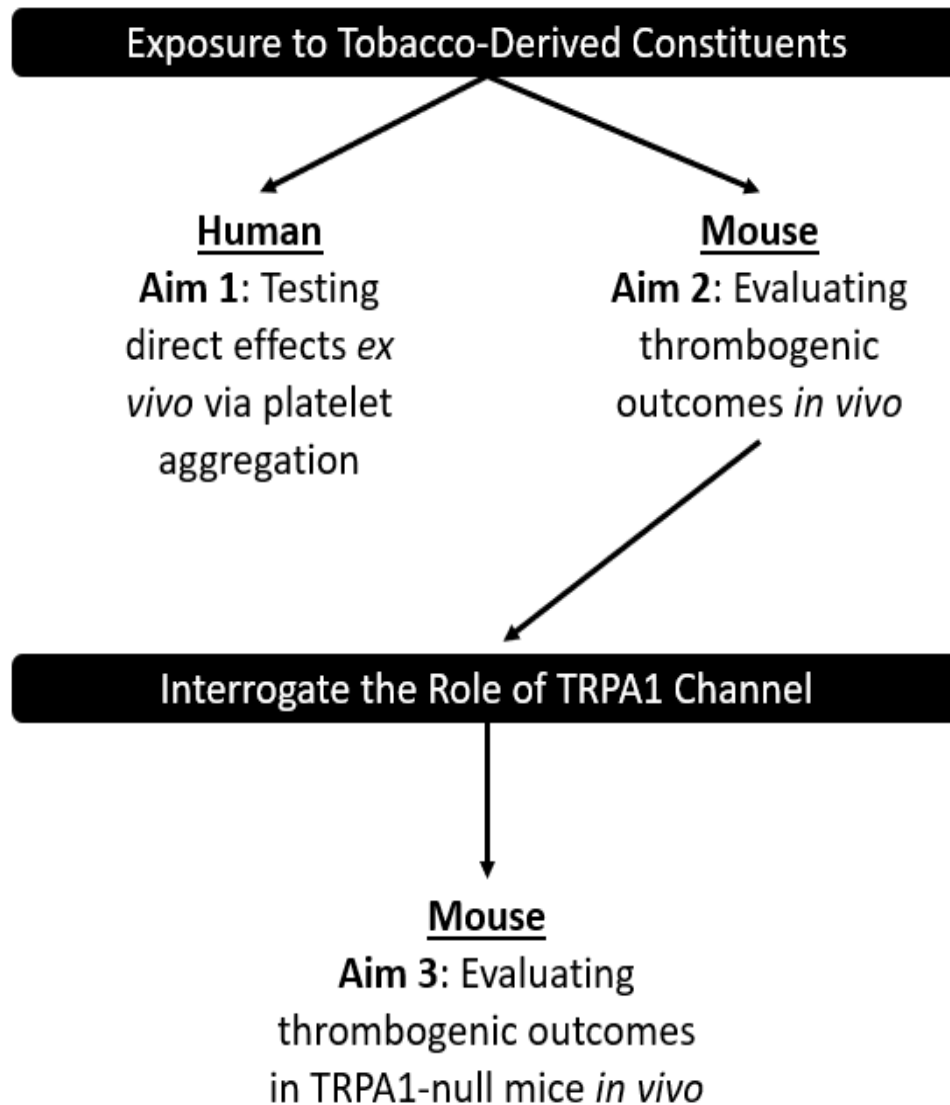 Exposure to Tobacco-Derived Constituents
Human
Aim 1: Testing
direct effects ex
vivo via platelet
aggregation
Mouse
Aim 2: Evaluating
thrombogenic
outcomes in vivo
Interrogate the Role of TRPA1 Channel
Mouse
Aim 3: Evaluating
thrombogenic outcomes
in TRPA1-null mice in vivo